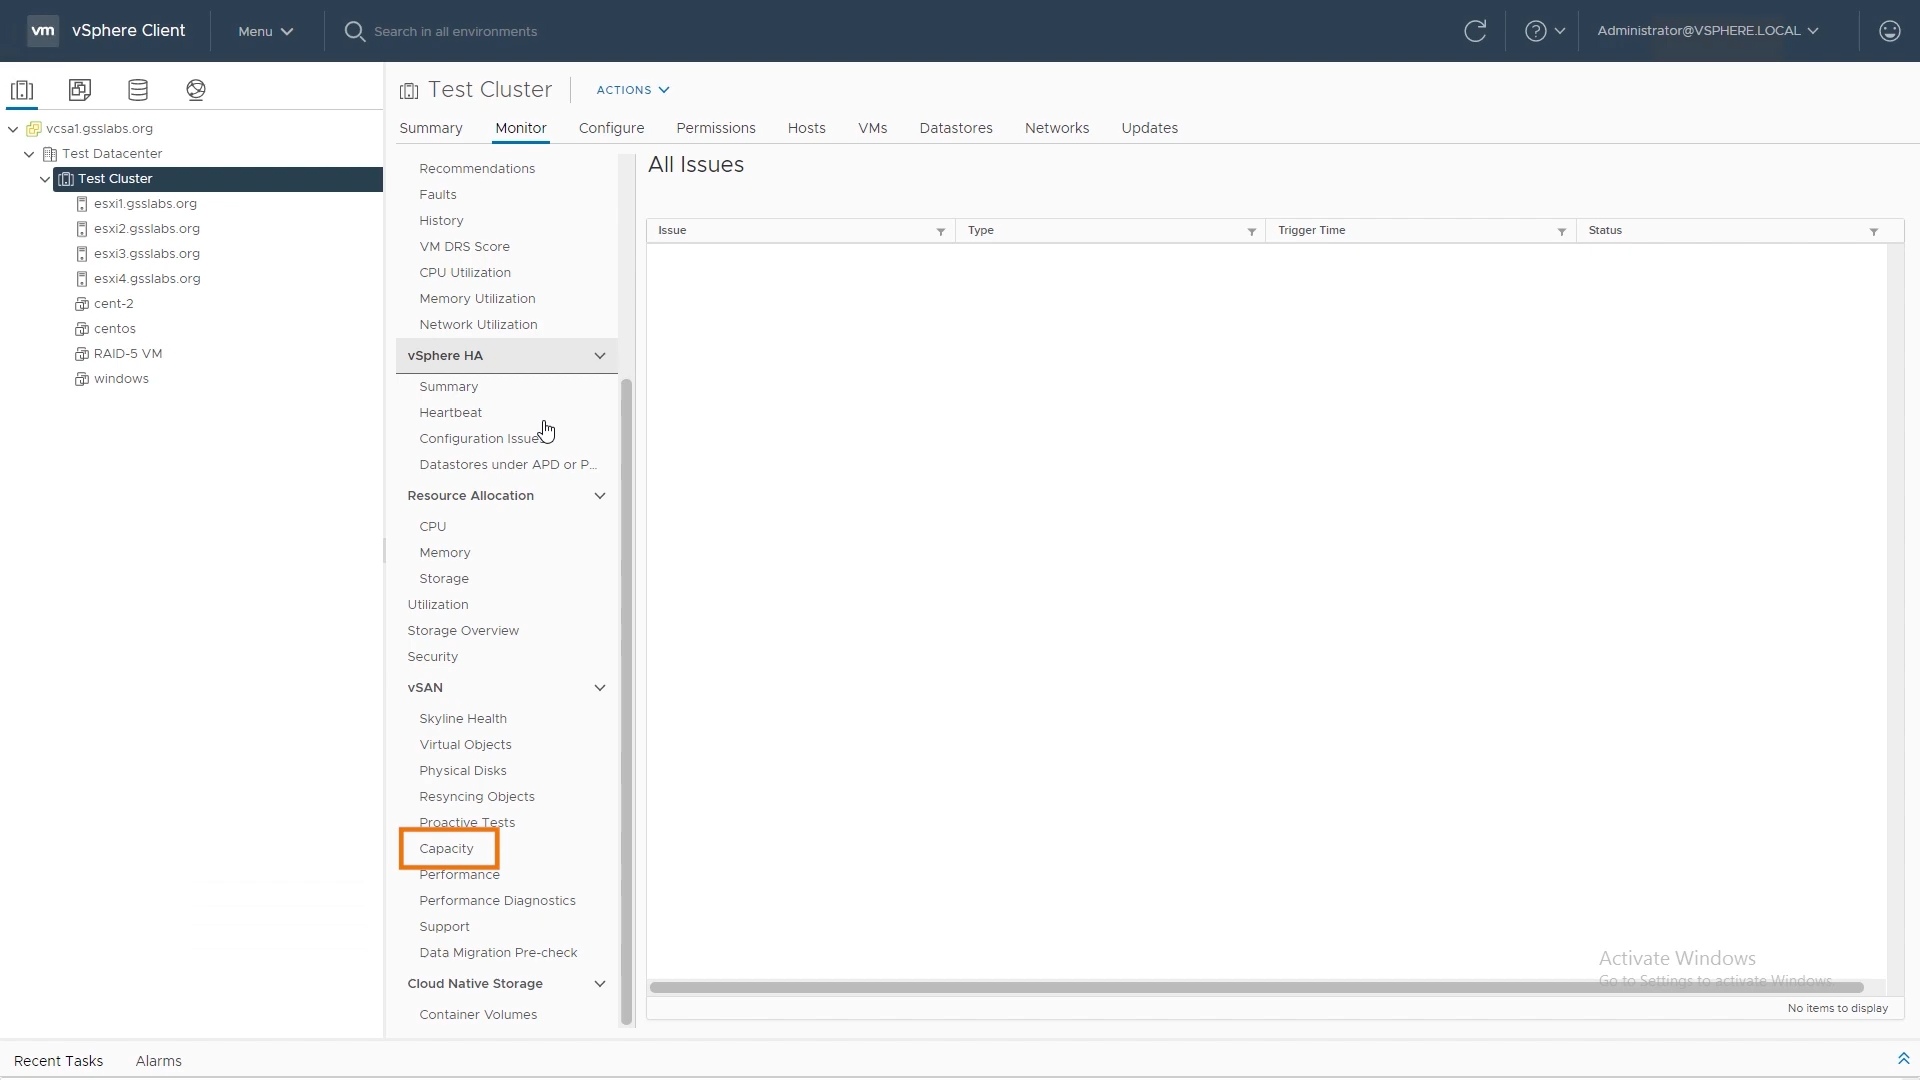 vm vSphere Client Menu Search in all environments Administrator@VSPHERE.LOCAL
vcsa1.gsslabs.org
Test Datacenter
Test Cluster
esxi1.gsslabs.org
esxi2.gsslabs.org
esxi3.gsslabs.org
esxi4.gsslabs.org
cent-2
centos
RAID-5 VM
windows
Test Cluster ACTIONS
Summary Monitor Configure Permissions Hosts VMs Datastores Networks Updates
Recommendations
Faults
History
VM DRS Score
CPU Utilization
Memory Utilization
Network Utilization
vSphere HA
Summary
Heartbeat
Configuration Issues
Datastores under APD or P...
Resource Allocation
CPU
Memory
Storage
Utilization
Storage Overview
Security
vSAN
Skyline Health
Virtual Objects
Physical Disks
Resyncing Objects
Proactive Tests
Capacity
Performance
Performance Diagnostics
Support
Data Migration Pre-check
Cloud Native Storage
Container Volumes
All Issues
Issue Type Trigger Time Status
Activate Windows
Go to Settings to activate Windows.
No items to display
Recent Tasks Alarms